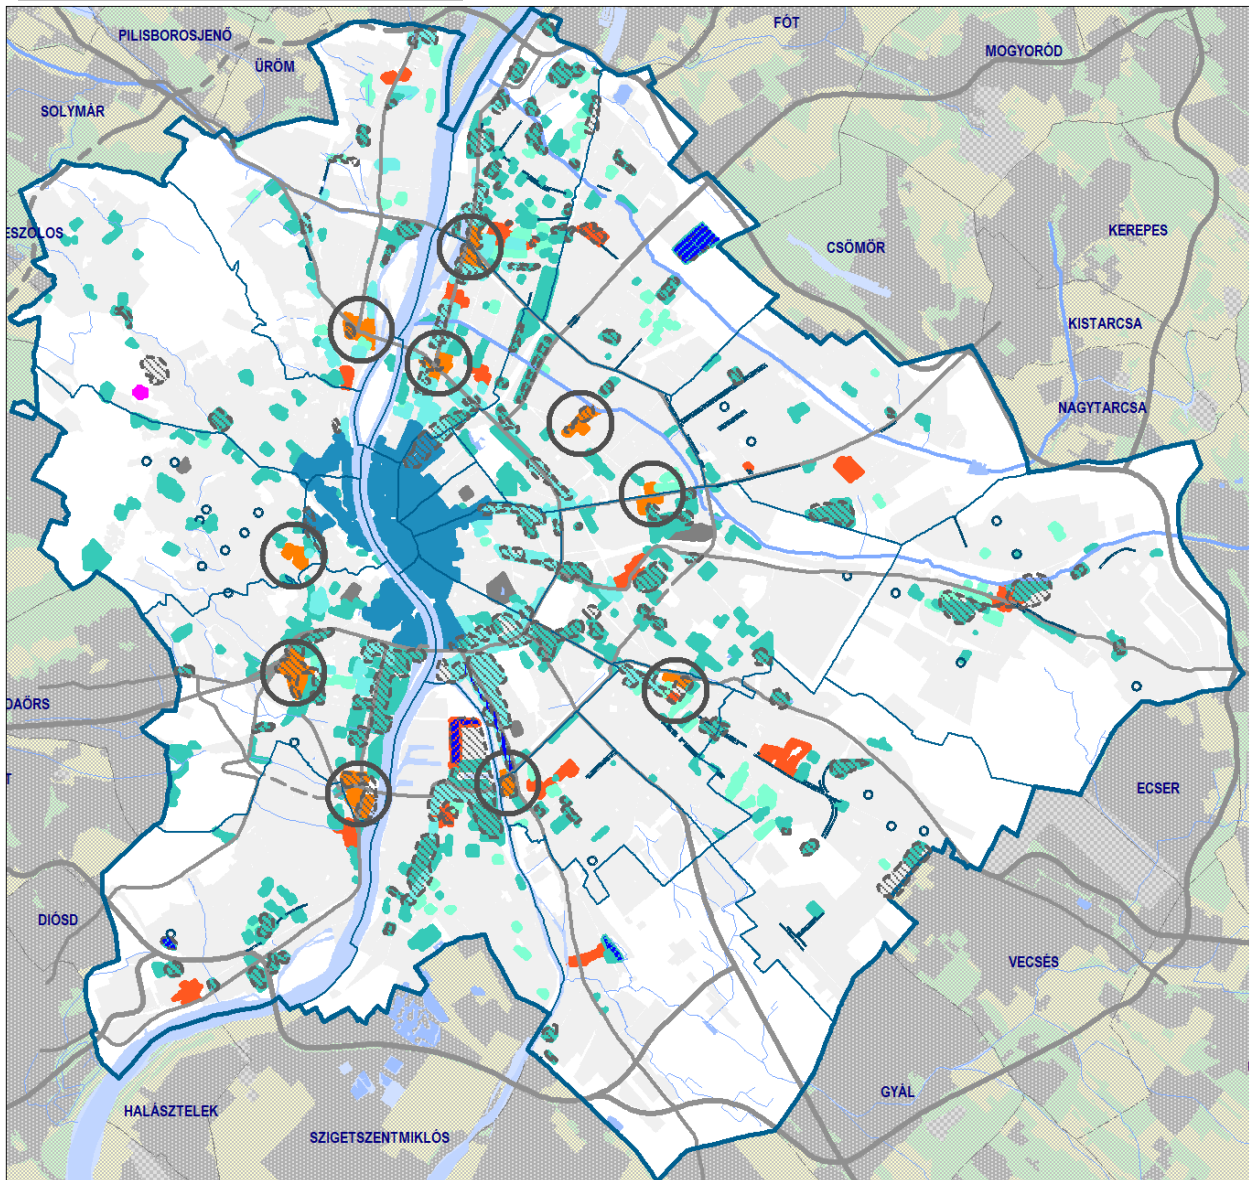 FÓT
PILISBOROSJENŐ
MOGYORÓD
ÜRÖM
SOLYMÁR
KEREPES
ESZOLOS
CSÖMÖR
KISTARCSA
NAGYTARCSA
DAÖRS
ECSER
DIÓSD
VECSÉS
GYÁL
HALÁSZTELEK
SZIGETSZENTMIKLÓS